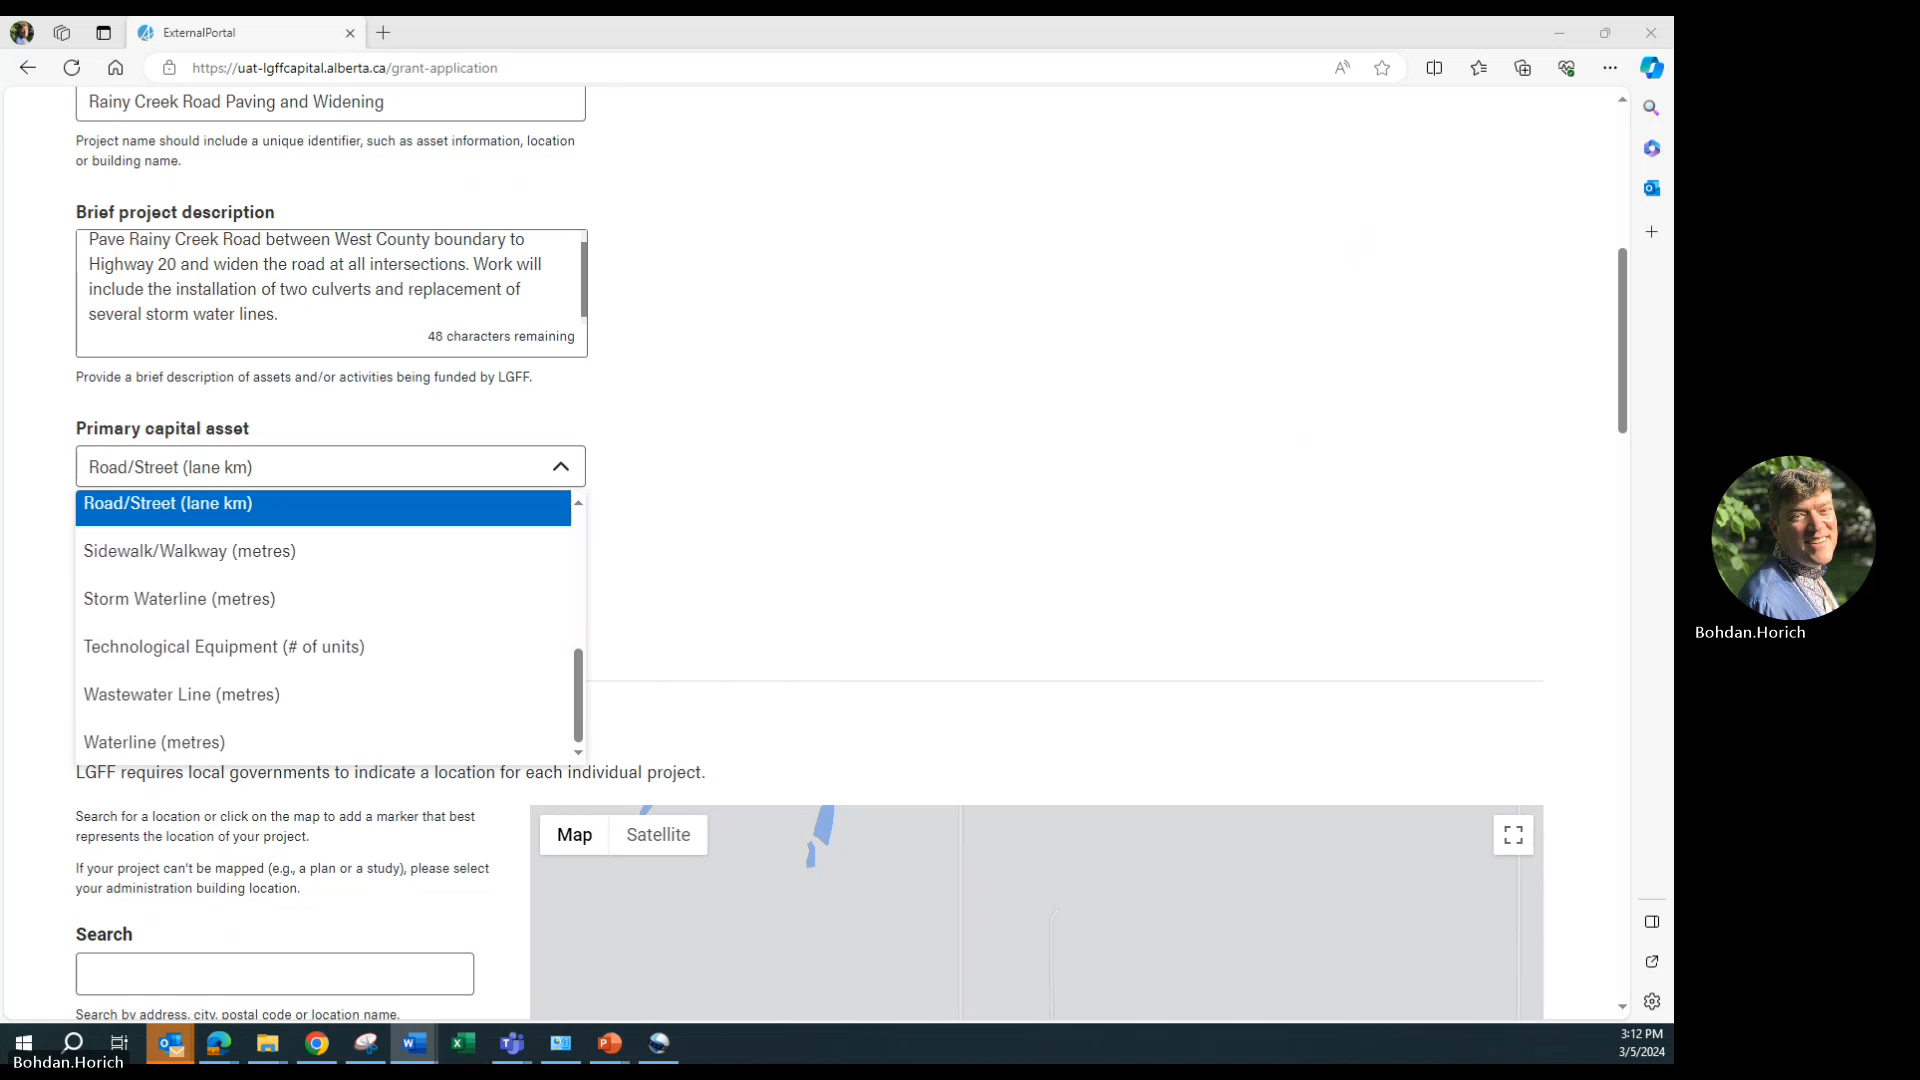 ExternalPortal
https://uat-lgffcapital.alberta.ca/grant-application
Rainy Creek Road Paving and Widening
Project name should include a unique identifier, such as asset information, location
or building name.
Brief project description
Pave Rainy Creek Road between West County boundary to
Highway 20 and widen the road at all intersections. Work will
include the installation of two culverts and replacement of
several storm water lines.
48 characters remaining
Provide a brief description of assets and/or activities being funded by LGFF.
Primary capital asset
Road/Street (lane km)
Road/Street (lane km)
Sidewalk/Walkway (metres)
Storm Waterline (metres)
Technological Equipment (# of units)
Wastewater Line (metres)
Waterline (metres)
LGFF requires local governments to indicate a location for each individual project.
Search for a location or click on the map to add a marker that best
represents the location of your project.
If your project can't be mapped (e.g., a plan or a study), please select
your administration building location.
Map
Satellite
Search
Search by address, city, postal code or location name.
Bohdan.Horich
3:12 PM
3/5/2024
Bohdan.Horich